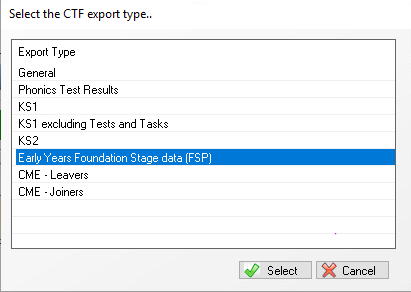 Select the CTF export type..
Export Type
General
Phonics Test Results
KS1
KS1 excluding Tests and Tasks
KS2
Early Years Foundation Stage data (FSP)
CME - Leavers
CME - Joiners
Select
Cancel